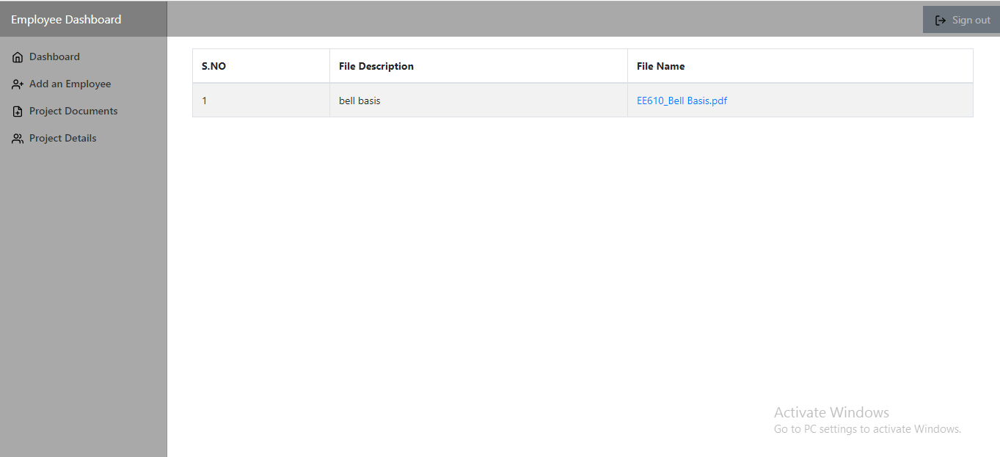 Employee Dashboard
Sign out
Dashboard
Add an Employee
Project Documents
Project Details
S.NO File Description File Name
1 bell basis EE610_Bell Basis.pdf
Activate Windows
Go to PC settings to activate Windows.